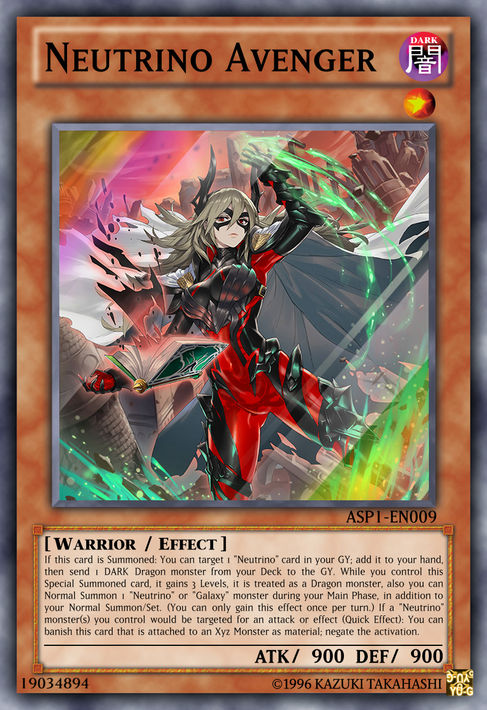 NEUTRINO AVENGER
DARK
闇
ASP1-EN009
[ WARRIOR / EFFECT ]
If this card is Summoned: You can target 1 "Neutrino" card in your GY; add it to your hand,
then send 1 DARK Dragon monster from your Deck to the GY. While you control this
Special Summoned card, it gains 3 Levels, it is treated as a Dragon monster, also you can
Normal Summon 1 "Neutrino" or "Galaxy" monster during your Main Phase, in addition to
your Normal Summon/Set. (You can only gain this effect once per turn.) If a "Neutrino"
monster(s) you control would be targeted for an attack or effect (Quick Effect): You can
banish this card that is attached to an Xyz Monster as material; negate the activation.
ATK/ 900 DEF/ 900
19034894
©1996 KAZUKI TAKAHASHI